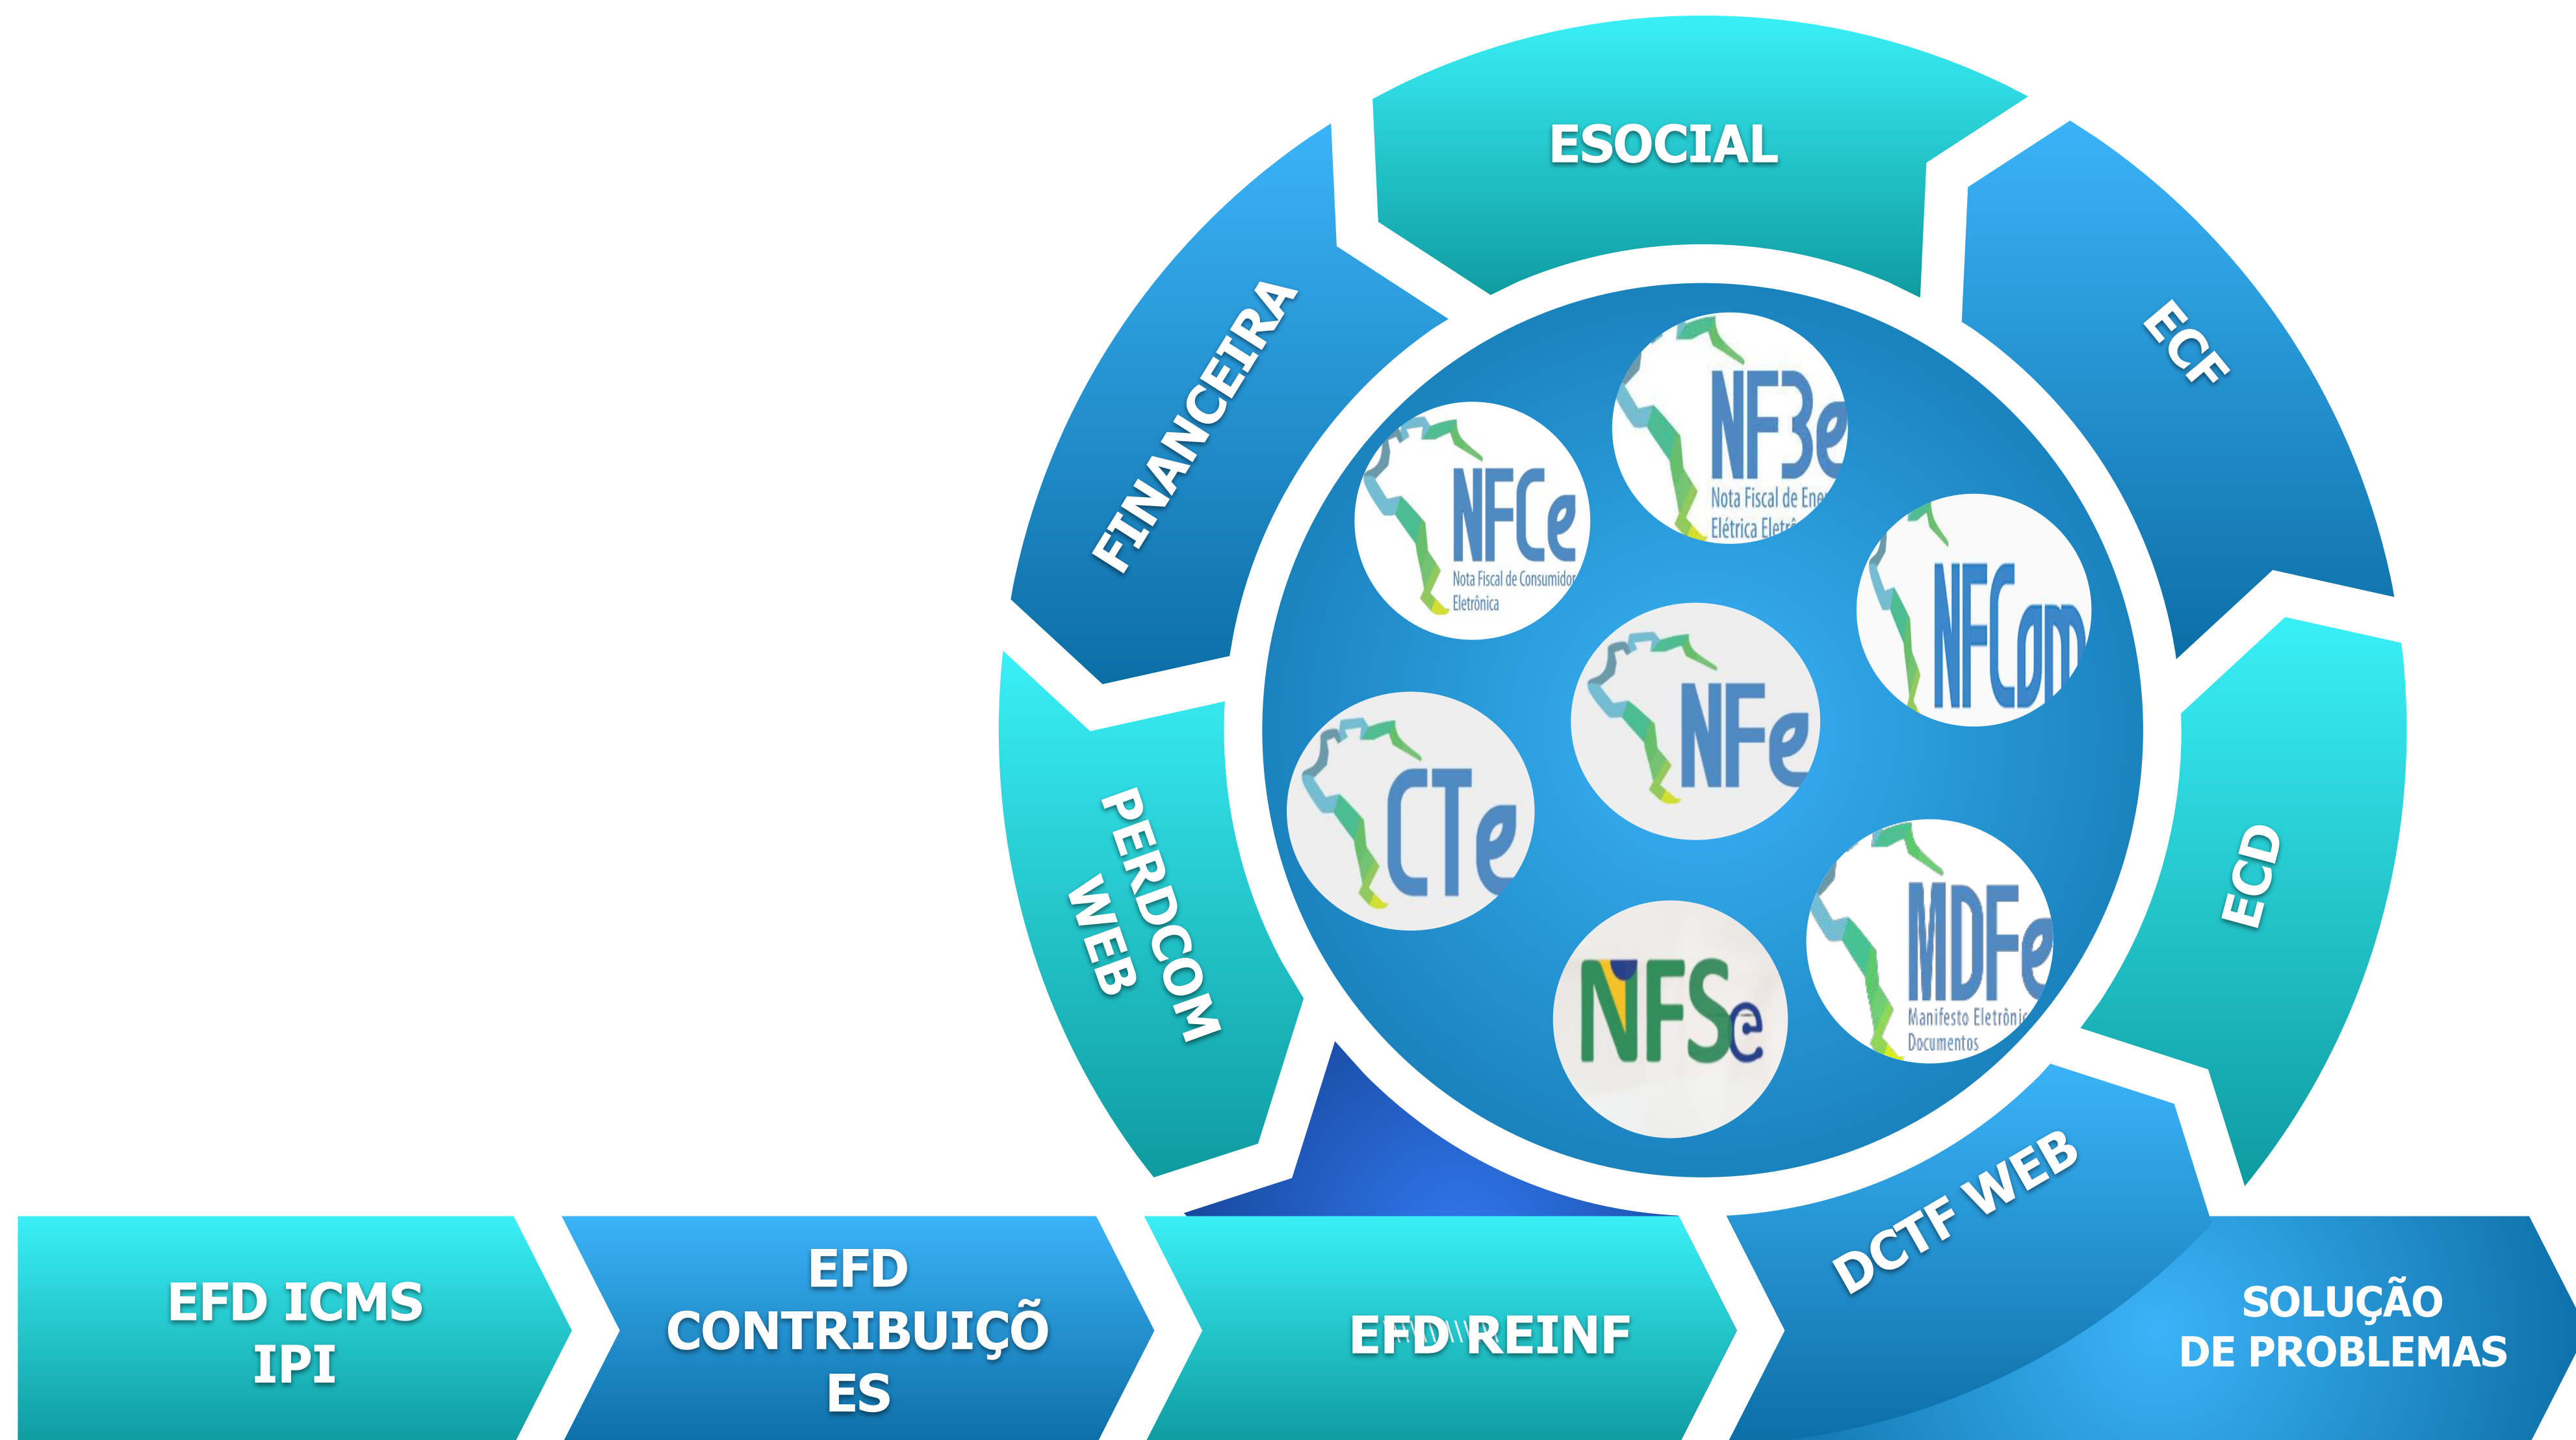 ESOCIAL
ECF
FINANCEIRA
NF3e
Nota Fiscal de Ene
Elétrica Eletrô
NFCe
Nota Fiscal de Consumidor
Eletrônica
NFCom
NFe
CTe
ECD
PERDCOM
WEB
MDFe
Manifesto Eletrônic
Documentos
NFSe
DCTF WEB
EFD ICMS
IPI
EFD
CONTRIBUIÇÕ
ES
EFD REINF
SOLUÇÃO
DE PROBLEMAS